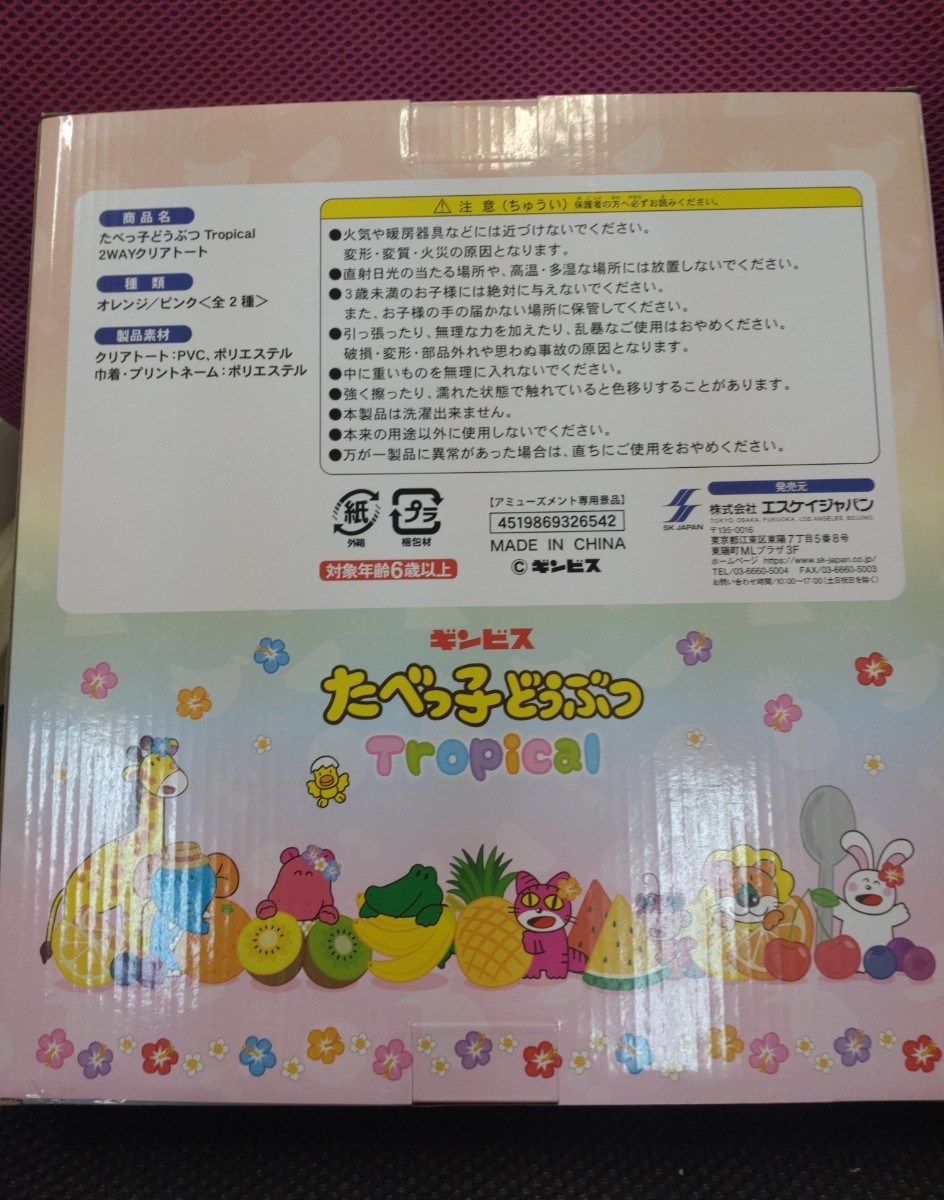 商品名
たべっ子どうぶつ Tropical
2WAYクリアトート
種類
オレンジ／ピンク＜全2種＞
製品素材
クリアトート：PVC、ポリエステル
巾着・プリントネーム：ポリエステル
注意（ちゅうい）保護者の方へ必ずお読みください。
●火気や暖房器具などには近づけないでください。
変形・変質・火災の原因となります。
●直射日光の当たる場所や、高温・多湿な場所には放置しないでください。
●3歳未満のお子様には絶対に与えないでください。
また、お子様の手の届かない場所に保管してください。
●引っ張ったり、無理な力を加えたり、乱暴なご使用はおやめください。
破損・変形・部品外れや思わぬ事故の原因となります。
●中に重いものを無理に入れないでください。
●強く擦ったり、濡れた状態で触れていると色移りすることがあります。
●本製品は洗濯出来ません。
●本来の用途以外に使用しないでください。
●万が一製品に異常があった場合は、直ちにご使用をおやめください。
紙
外箱
プラ
梱包材
対象年齢6歳以上
【アミューズメント専用景品】
4519869326542
MADE IN CHINA
© ギンビス
SK JAPAN
発売元
株式会社 エスケイジャパン
TOKYO, OSAKA, FUKUOKA, LOS ANGELES, BEIJING
〒135-0016
東京都江東区東陽7丁目5番8号
東陽町MLプラザ3F
ホームページ https://www.sk-japan.co.jp/
TEL/03-6660-5004 FAX/03-6660-5003
お問い合わせ時間/10:00～17:00（土日祝日を除く）
ギンビス
たべっ子どうぶつ
Tropical